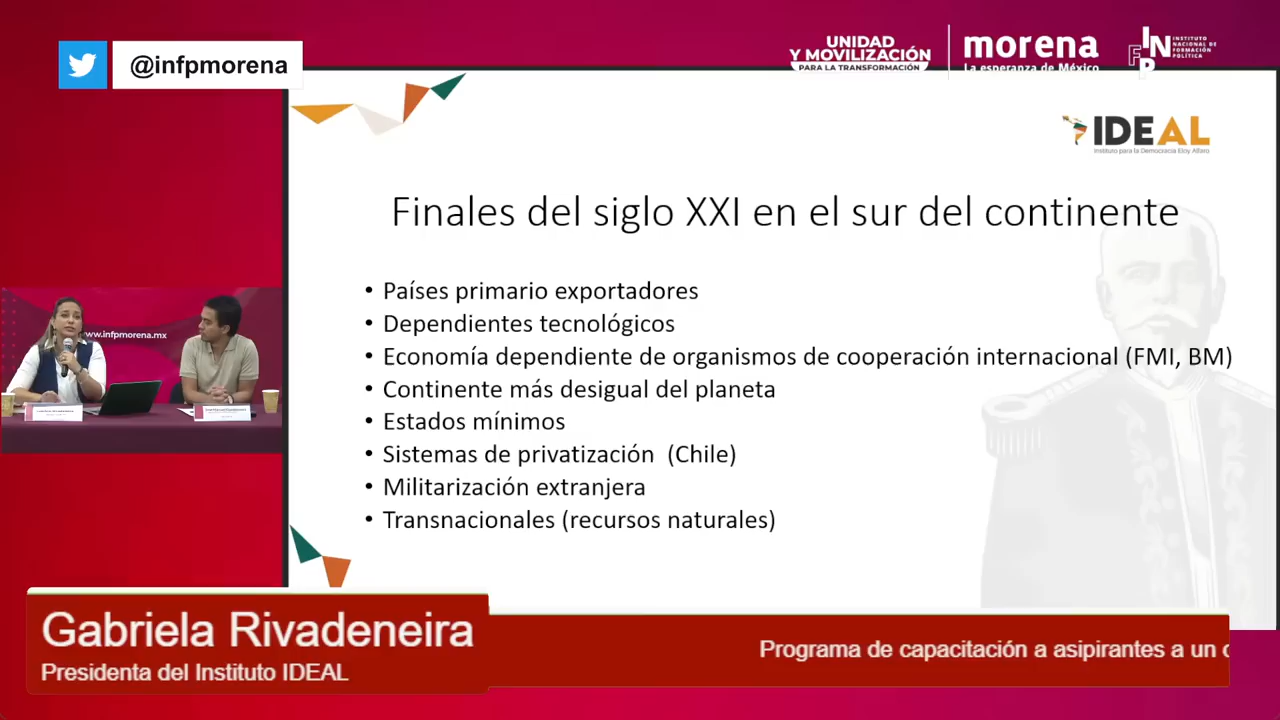 @infpmorena
UNIDAD
Y MOVILIZACIÓN
PARA LA TRANSFORMACIÓN
morena
La esperanza de México
IN
FP
INSTITUTO
NACIONAL DE
FORMACIÓN
POLÍTICA
IDEAL
Instituto para la Democracia Eloy Alfaro
Finales del siglo XXI en el sur del continente
• Países primario exportadores
• Dependientes tecnológicos
• Economía dependiente de organismos de cooperación internacional (FMI, BM)
• Continente más desigual del planeta
• Estados mínimos
• Sistemas de privatización (Chile)
• Militarización extranjera
• Transnacionales (recursos naturales)
www.infpmorena.mx
Gabriela Rivadeneira
Presidenta del Instituto IDEAL
Programa de capacitación a asipirantes a un